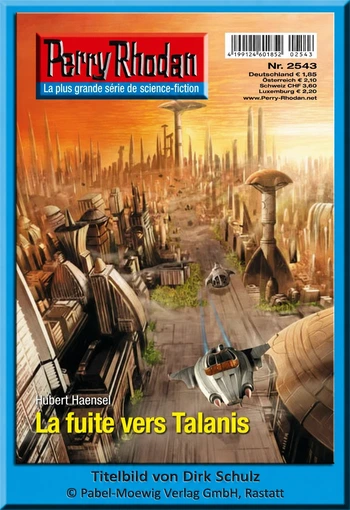 Perry Rhodan
La plus grande série de science-fiction
4199124601852
02543
Nr. 2543
Deutschland € 1,85
Österreich € 2,10
Schweiz CHF 3,60
Luxemburg € 2,20
www.Perry-Rhodan.net
Hubert Haensel
La fuite vers Talanis
Titelbild von Dirk Schulz
© Pabel-Moewig Verlag GmbH, Rastatt